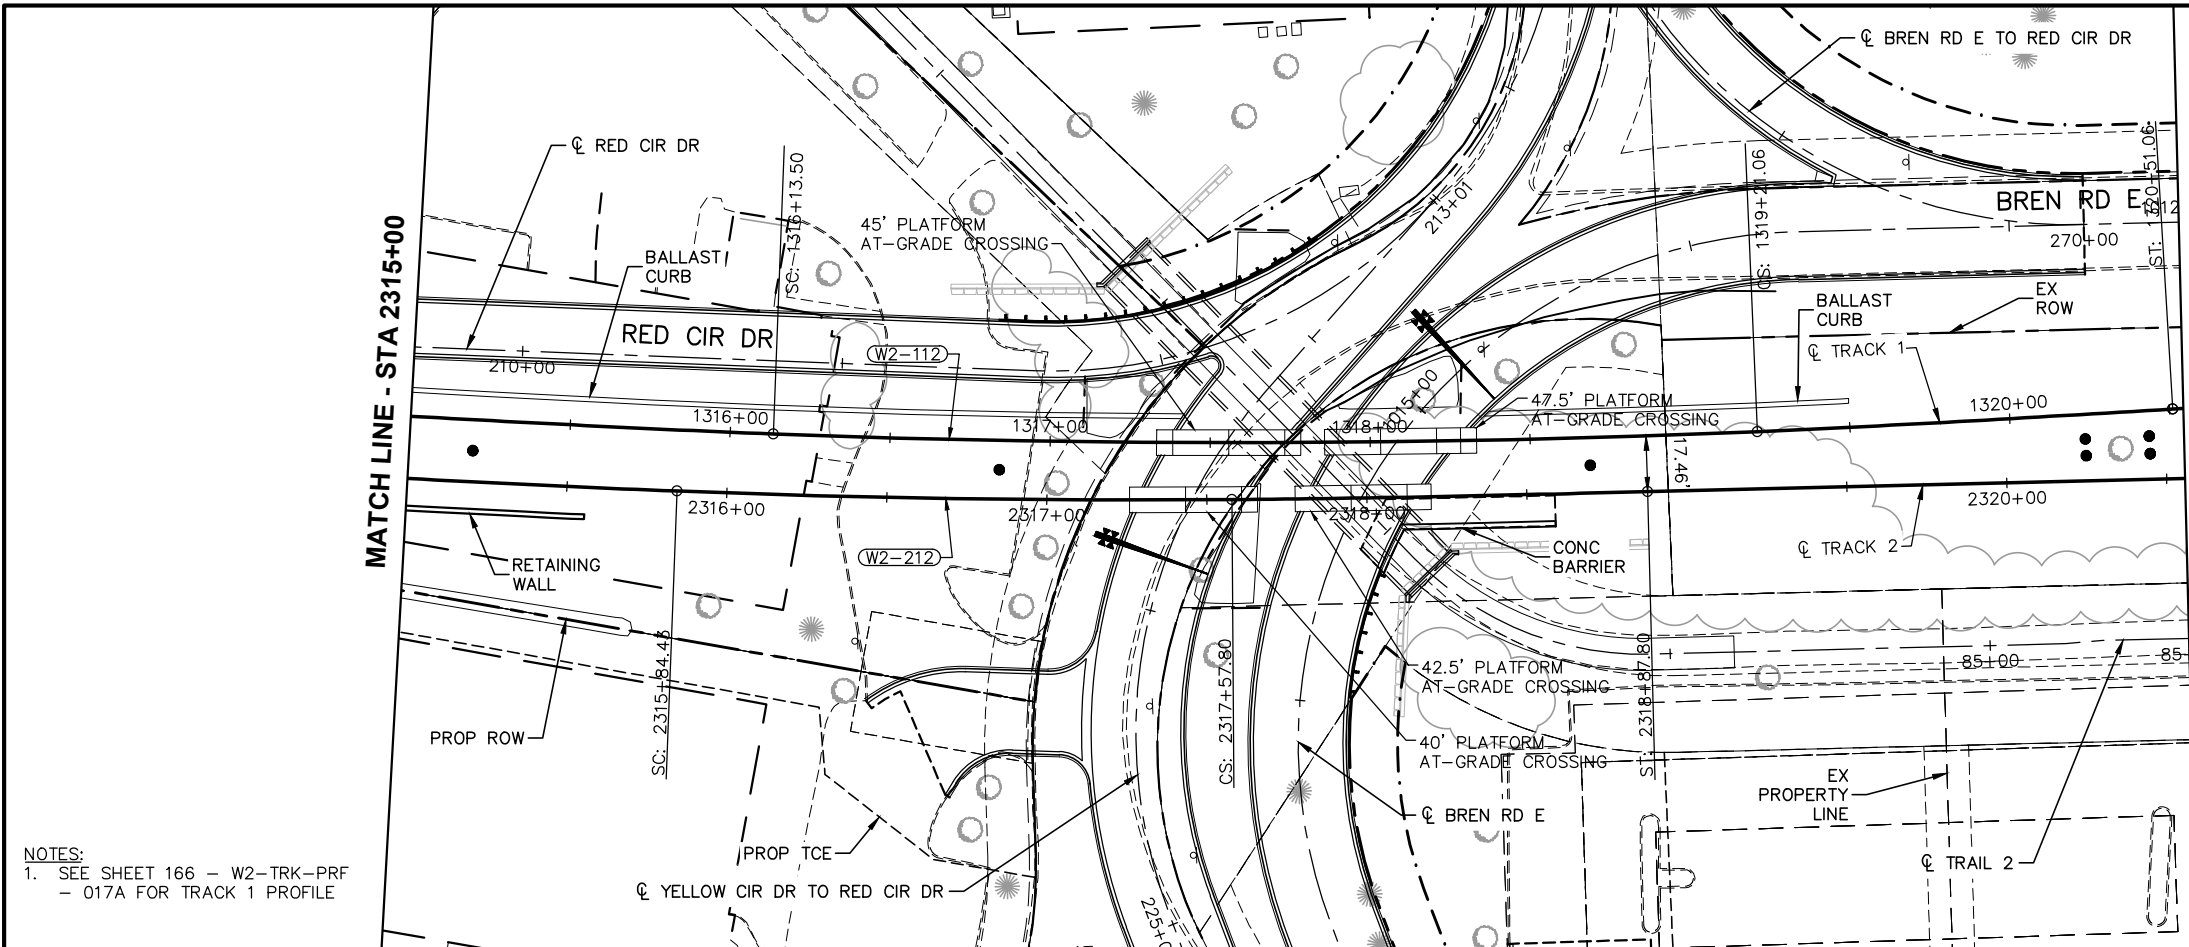 ℄ BREN RD E TO RED CIR DR
℄ RED CIR DR
SC: 1316+13.50
45' PLATFORM
AT-GRADE CROSSING
213+01
CS: 1319+21.06
ST: 1320+51.06
BREN RD E
270+00
BALLAST
CURB
EX
ROW
BALLAST
CURB
MATCH LINE - STA 2315+00
RED CIR DR
W2-112
℄ TRACK 1
210+00
1316+00
1317+00
1318+00
1015+00
47.5' PLATFORM
AT-GRADE CROSSING
1320+00
17.46'
2316+00
2317+00
2318+00
2320+00
W2-212
℄ TRACK 2
RETAINING
WALL
CONC
BARRIER
SC: 2315+84.43
CS: 2317+57.80
ST: 2318+87.80
42.5' PLATFORM
AT-GRADE CROSSING
85+00
85
PROP ROW
40' PLATFORM
AT-GRADE CROSSING
EX
PROPERTY
LINE
℄ BREN RD E
PROP TCE
℄ YELLOW CIR DR TO RED CIR DR
℄ TRAIL 2
NOTES:
1. SEE SHEET 166 - W2-TRK-PRF
- 017A FOR TRACK 1 PROFILE